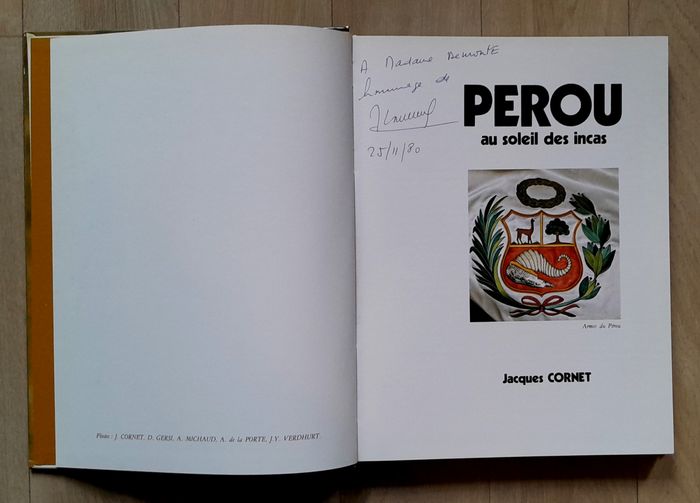 Photos : J. CORNET, D. GERSI, A. MICHAUD, A. de la PORTE, J.Y. VERDHURT.
A Madame
hommage de
25/11/80
PEROU
au soleil des incas
Armes du Pérou
Jacques CORNET